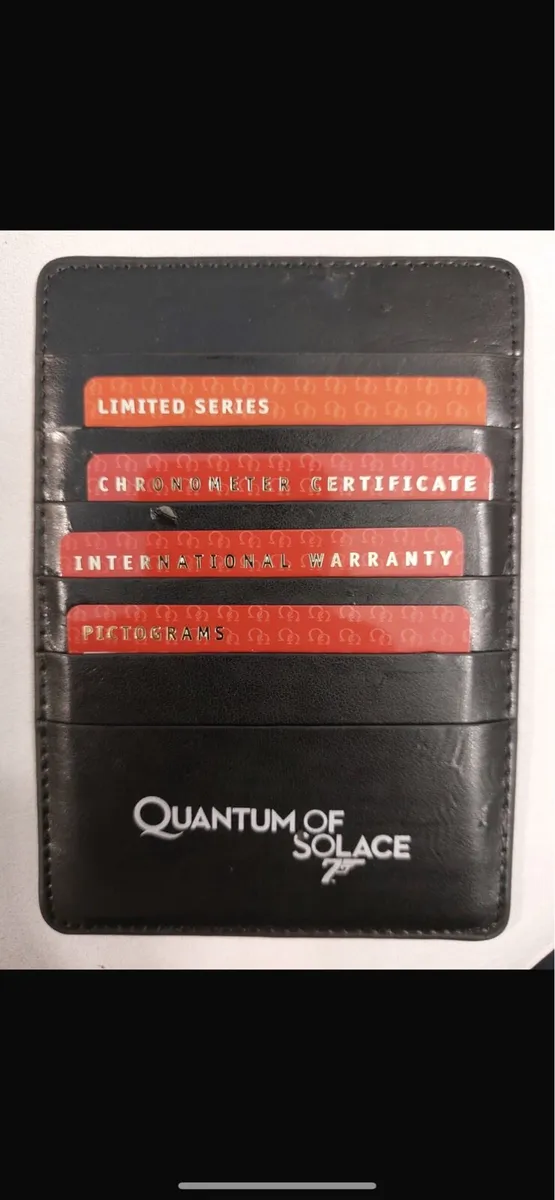 LIMITED SERIES
CHRONOMETER CERTIFICATE
INTERNATIONAL WARRANTY
PICTOGRAMS
QUANTUM OF
SOLACE
007